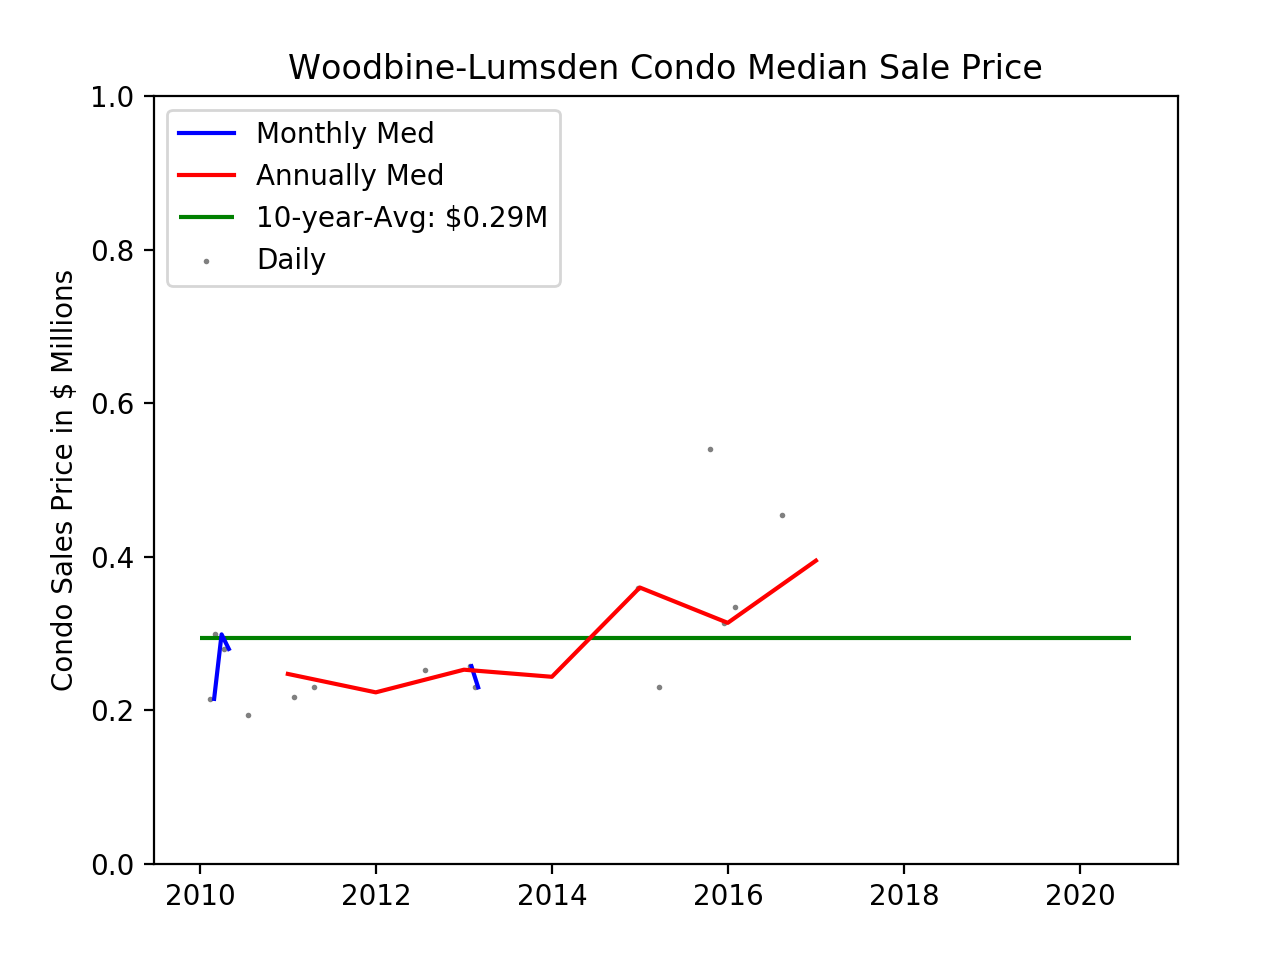 Woodbine-Lumsden Condo Median Sale Price
Monthly Med
Annually Med
10-year-Avg: $0.29M
Daily
Condo Sales Price in $ Millions
1.0
0.8
0.6
0.4
0.2
0.0
2010 2012 2014 2016 2018 2020